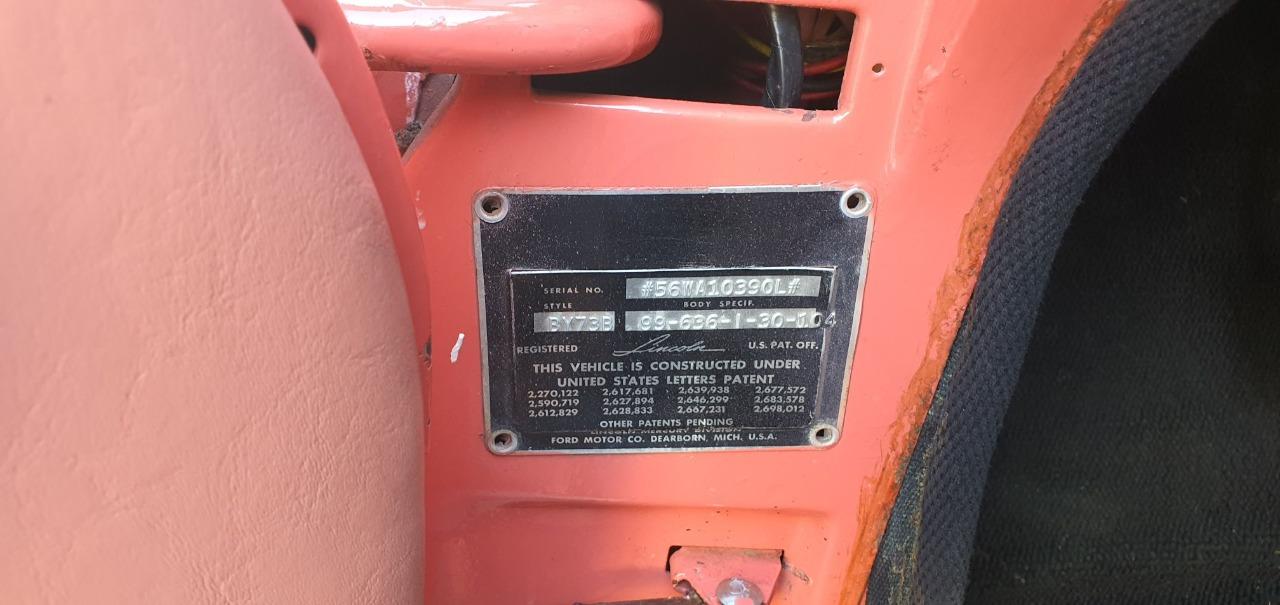 SERIAL NO. #56WA10390L#
STYLE BODY SPECIF.
BY73B 99-636-1-30-104
REGISTERED Lincoln U.S. PAT. OFF.
THIS VEHICLE IS CONSTRUCTED UNDER
UNITED STATES LETTERS PATENT
2,270,122 2,617,681 2,639,938 2,677,572
2,590,719 2,627,894 2,646,299 2,683,578
2,612,829 2,628,833 2,667,231 2,698,012
OTHER PATENTS PENDING
LINCOLN MERCURY DIVISION
FORD MOTOR CO. DEARBORN, MICH. U.S.A.